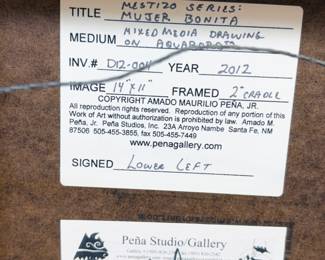 TITLE MESTIZO SERIES:
MUJER BONITA
MEDIUM MIXED MEDIA DRAWING
ON AQUABORD
INV.# D12-004 YEAR 2012
IMAGE 14"x11" FRAMED 2" CRADLE
COPYRIGHT AMADO MAURILIO PEÑA, JR.
All reproduction rights reserved. Reproduction of any portion of this
Work of Art without authorization is prohibited by law. Amado M.
Peña, Jr. Peña Studios, Inc. 23A Arroyo Nambe Santa Fe, NM
87506 505-455-3855, fax 505-455-7449
www.penagallery.com
SIGNED LOWER LEFT
Peña Studio/Gallery